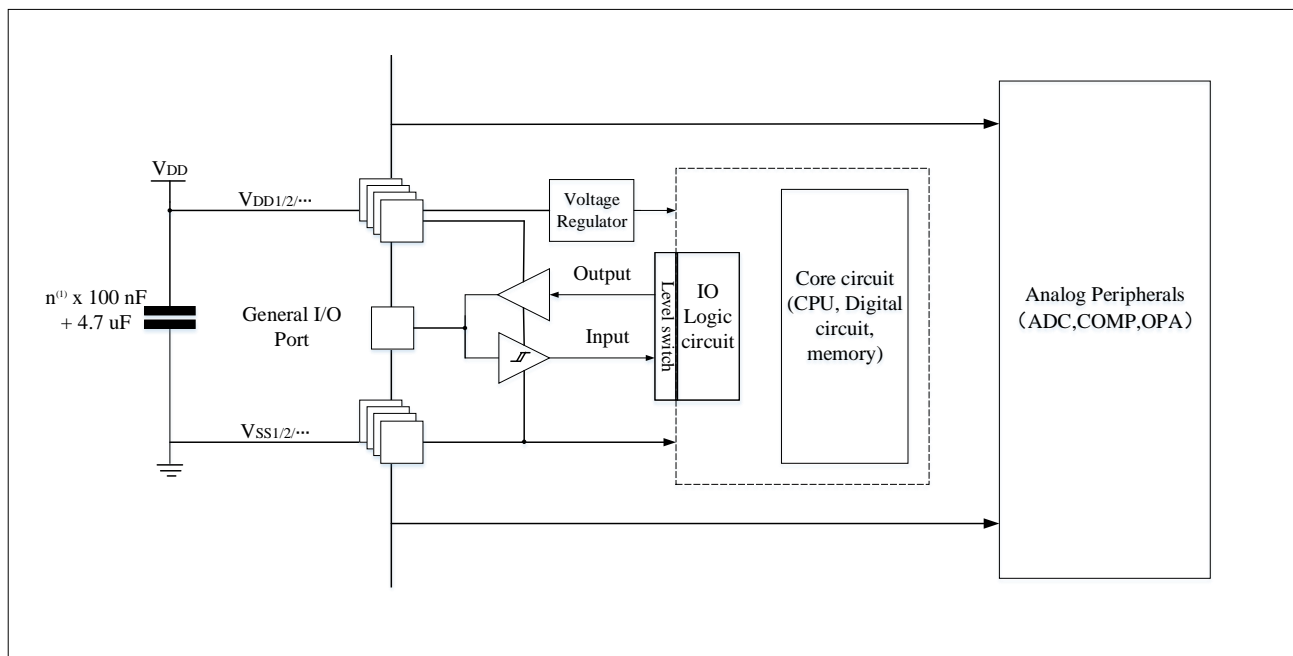 VDD
VDD1/2/···
n(1) x 100 nF
+ 4.7 uF
General I/O
Port
VSS1/2/···
Voltage
Regulator
Output
Input
Level switch
IO
Logic
circuit
Core circuit
(CPU, Digital
circuit,
memory)
Analog Peripherals
（ADC,COMP,OPA）